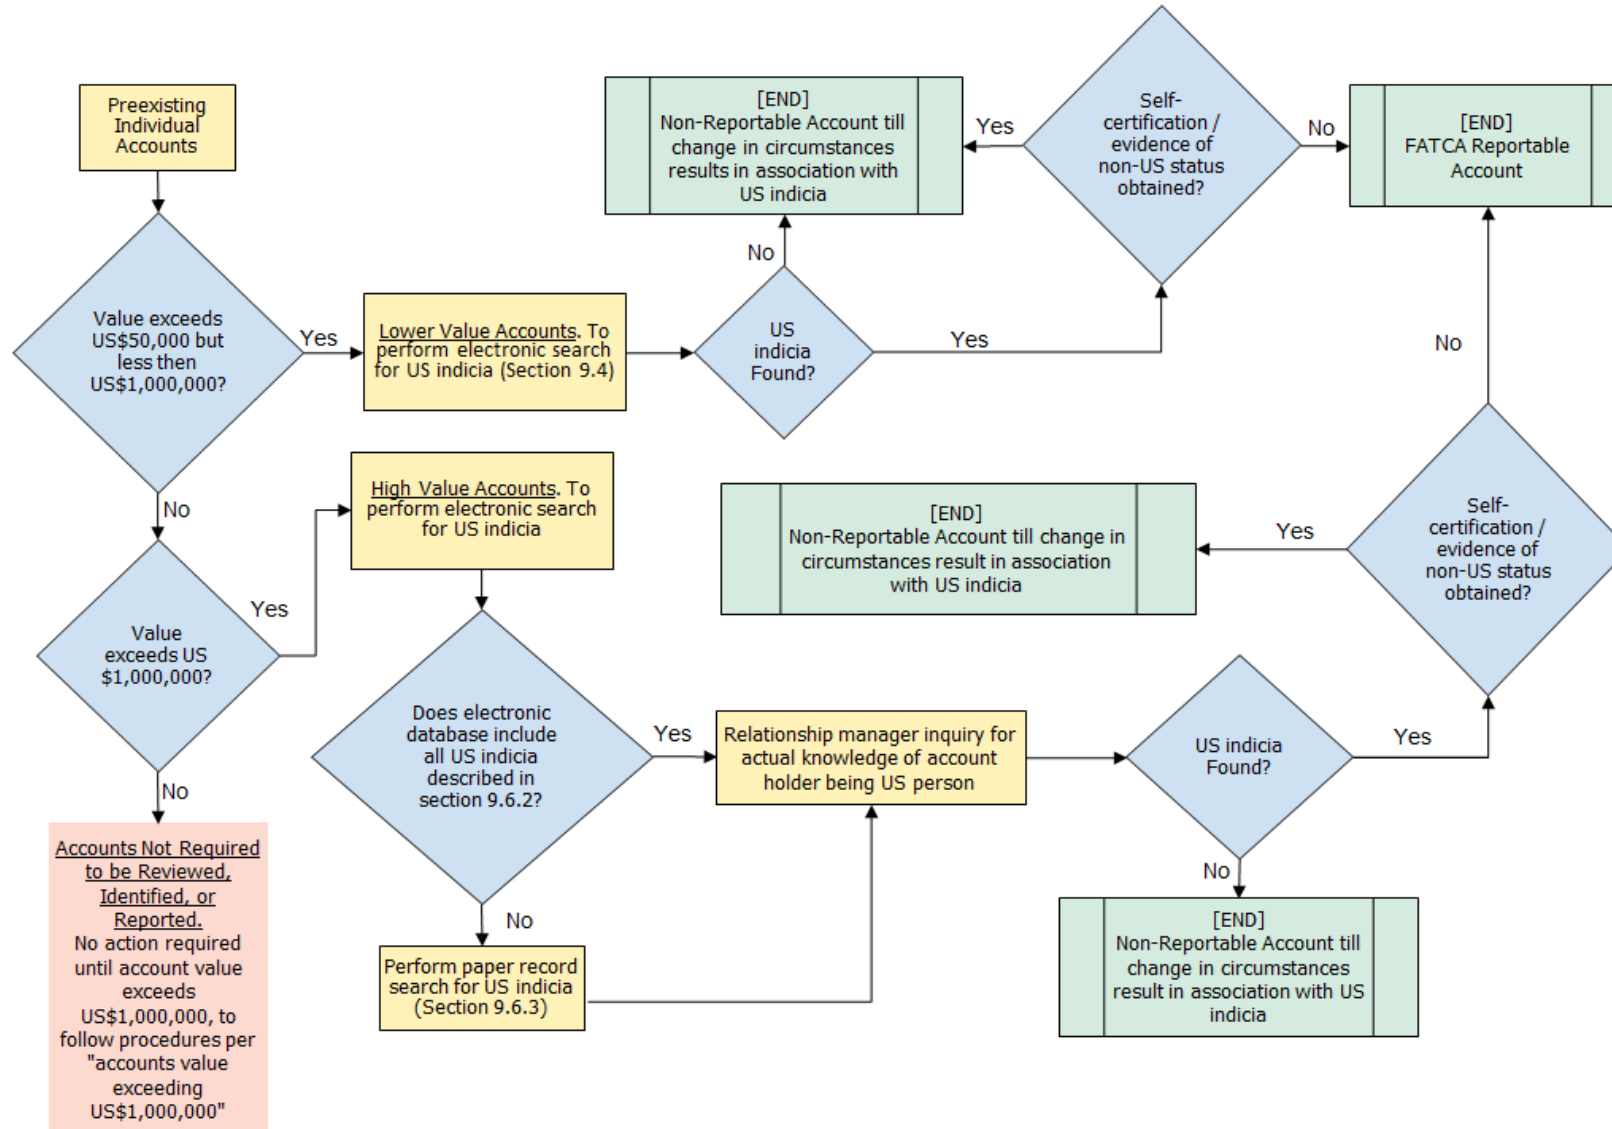 Preexisting
Individual
Accounts
Value exceeds
US$50,000 but
less then
US$1,000,000?
Yes
Lower Value Accounts. To
perform electronic search
for US indicia (Section 9.4)
US
indicia
Found?
No
Yes
[END]
Non-Reportable Account till
change in circumstances
results in association with
US indicia
Yes
Self-
certification /
evidence of
non-US status
obtained?
No
[END]
FATCA Reportable
Account
No
Value
exceeds US
$1,000,000?
Yes
High Value Accounts. To
perform electronic search
for US indicia
Does electronic
database include
all US indicia
described in
section 9.6.2?
Yes
No
Perform paper record
search for US indicia
(Section 9.6.3)
Relationship manager inquiry for
actual knowledge of account
holder being US person
US indicia
Found?
Yes
No
[END]
Non-Reportable Account till
change in circumstances
result in association with US
indicia
Self-
certification /
evidence of
non-US status
obtained?
Yes
No
[END]
Non-Reportable Account till change in
circumstances result in association
with US indicia
No
Accounts Not Required
to be Reviewed,
Identified, or
Reported.
No action required
until account value
exceeds
US$1,000,000, to
follow procedures per
"accounts value
exceeding
US$1,000,000"